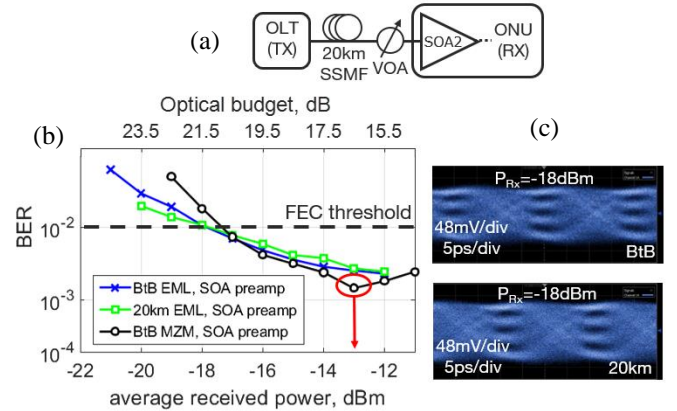 (a)
OLT
(TX)
20km
SSMF
VOA
SOA2
ONU
(RX)
(b)
Optical budget, dB
23.5 21.5 19.5 17.5 15.5
BER
10-2
10-3
10-4
FEC threshold
BtB EML, SOA preamp
20km EML, SOA preamp
BtB MZM, SOA preamp
-22 -20 -18 -16 -14 -12
average received power, dBm
(c)
PRx=-18dBm
48mV/div
5ps/div
BtB
PRx=-18dBm
48mV/div
5ps/div
20km